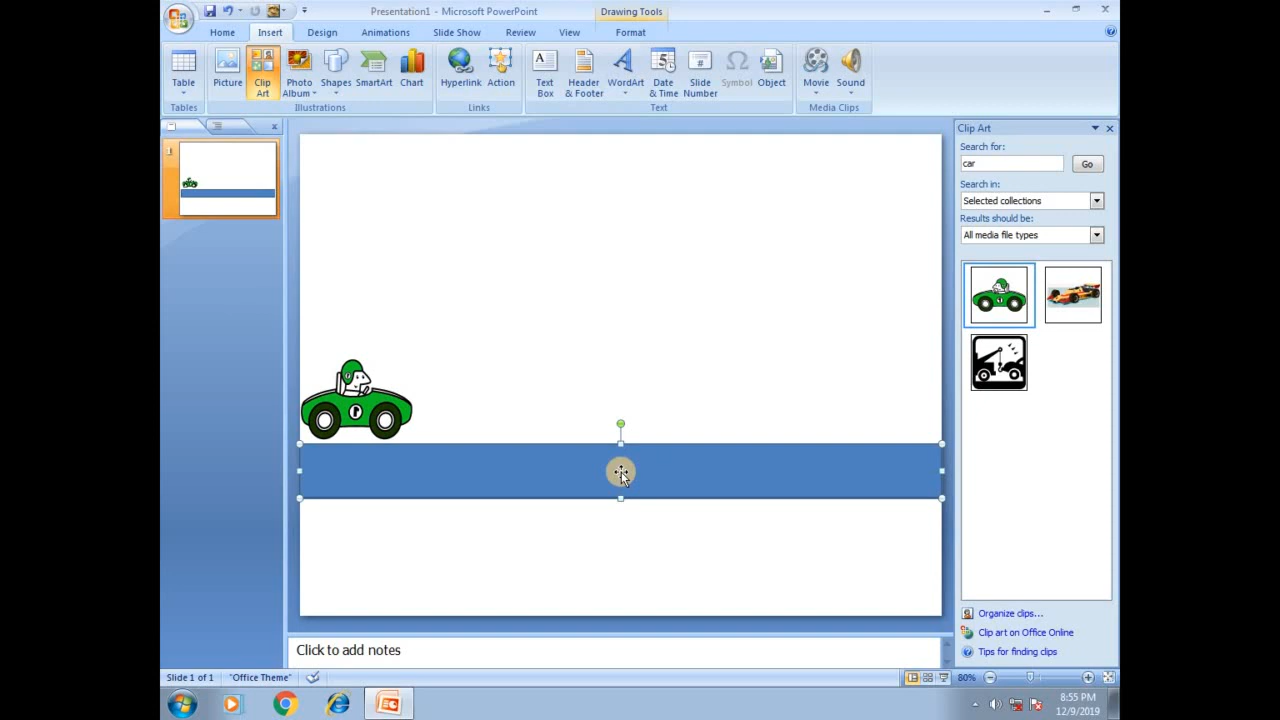 Presentation1 - Microsoft PowerPoint
Drawing Tools
Home Insert Design Animations Slide Show Review View Format
Table
Picture
Clip Art
Photo Album
Shapes
SmartArt
Chart
Hyperlink
Action
Text Box
Header & Footer
WordArt
Date & Time
Slide Number
Symbol
Object
Movie
Sound
Tables
Illustrations
Links
Text
Media Clips
1
Clip Art
Search for:
car
Go
Search in:
Selected collections
Results should be:
All media file types
Organize clips...
Clip art on Office Online
Tips for finding clips
Click to add notes
Slide 1 of 1
"Office Theme"
80%
8:55 PM
12/9/2019